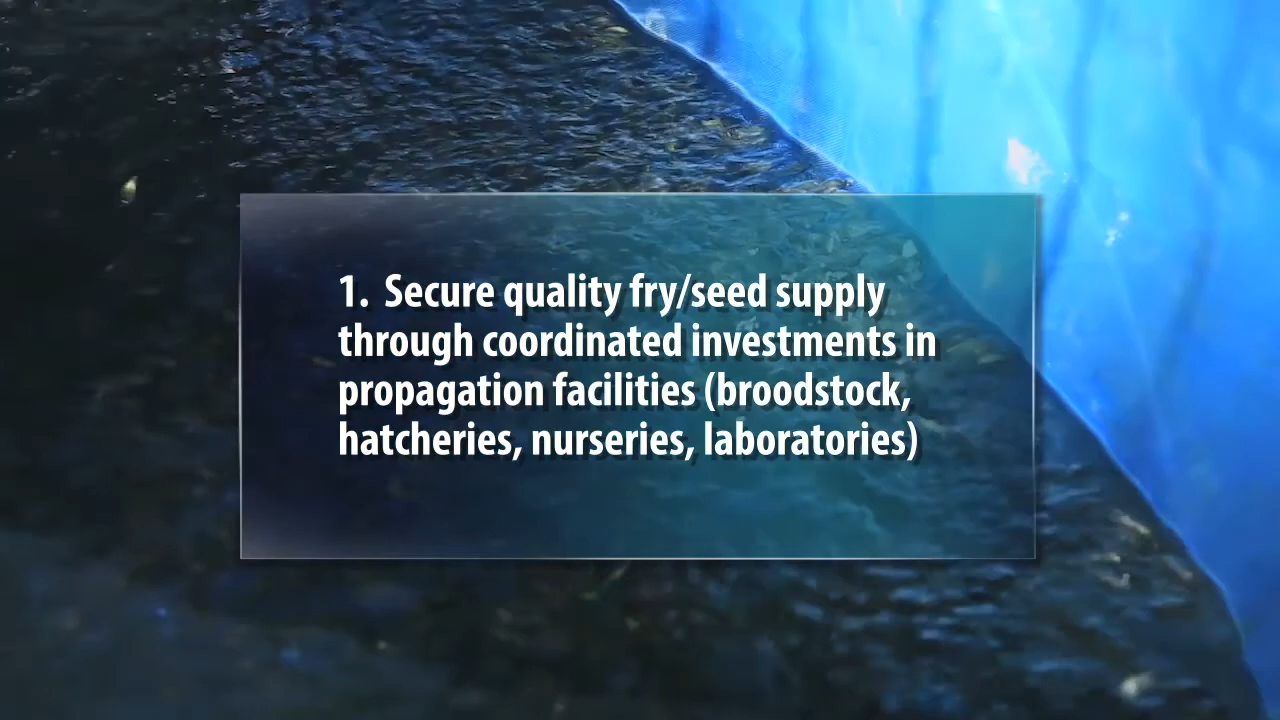 1. Secure quality fry/seed supply
through coordinated investments in
propagation facilities (broodstock,
hatcheries, nurseries, laboratories)